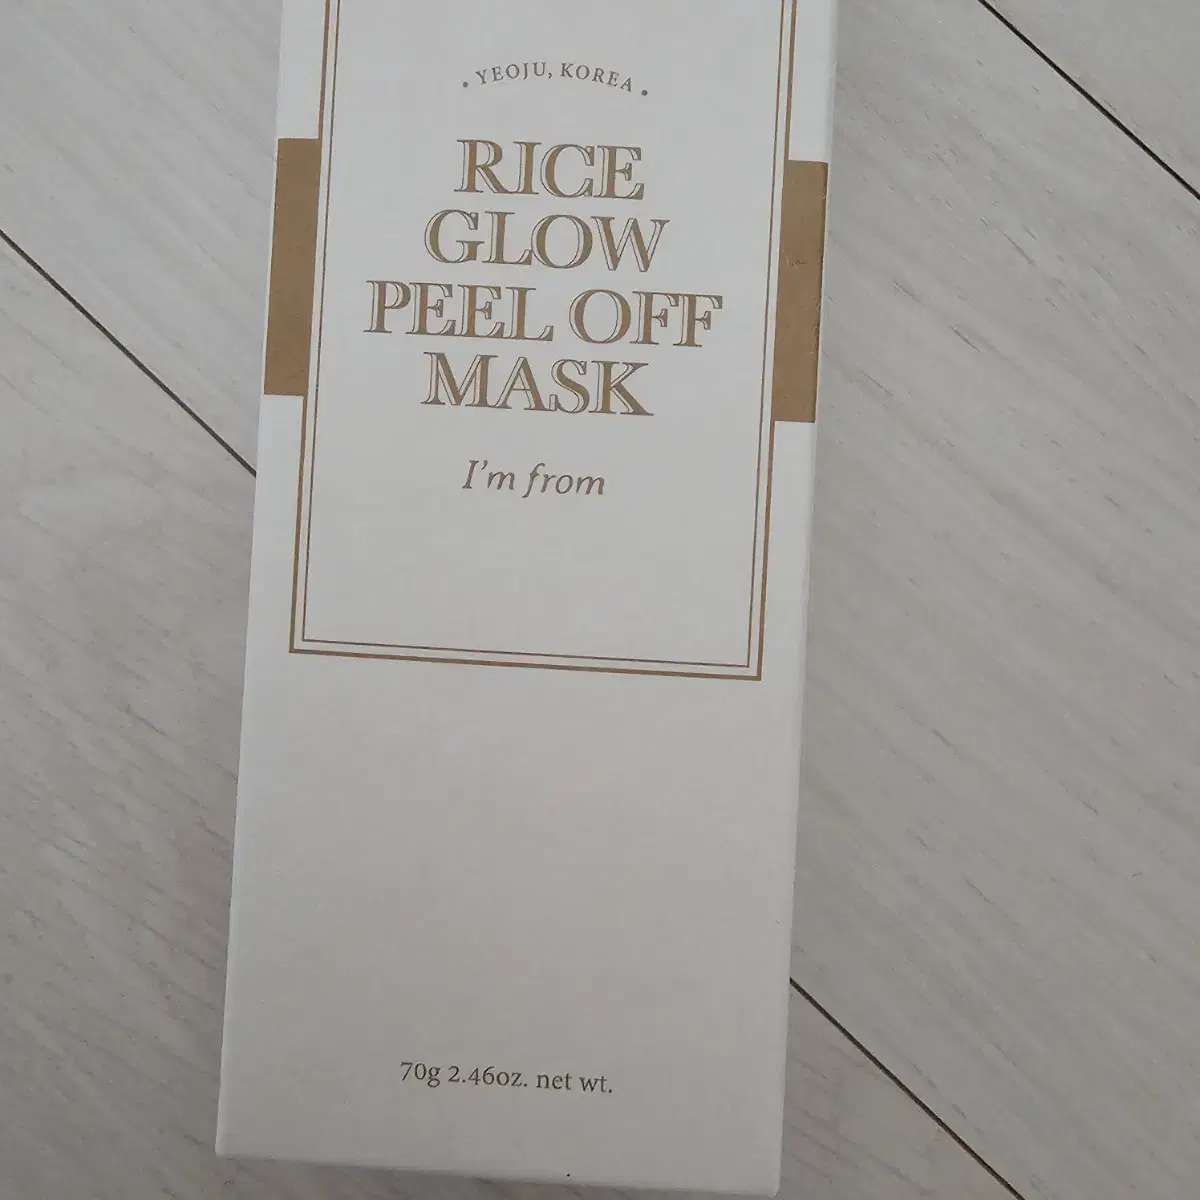 • YEOJU, KOREA •
RICE
GLOW
PEEL OFF
MASK
I'm from
70g 2.46oz. net wt.